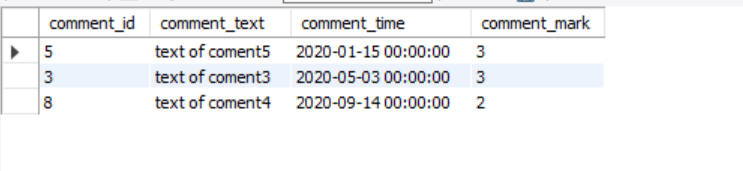 comment_id comment_text comment_time comment_mark
5 text of coment5 2020-01-15 00:00:00 3
3 text of coment3 2020-05-03 00:00:00 3
8 text of coment4 2020-09-14 00:00:00 2